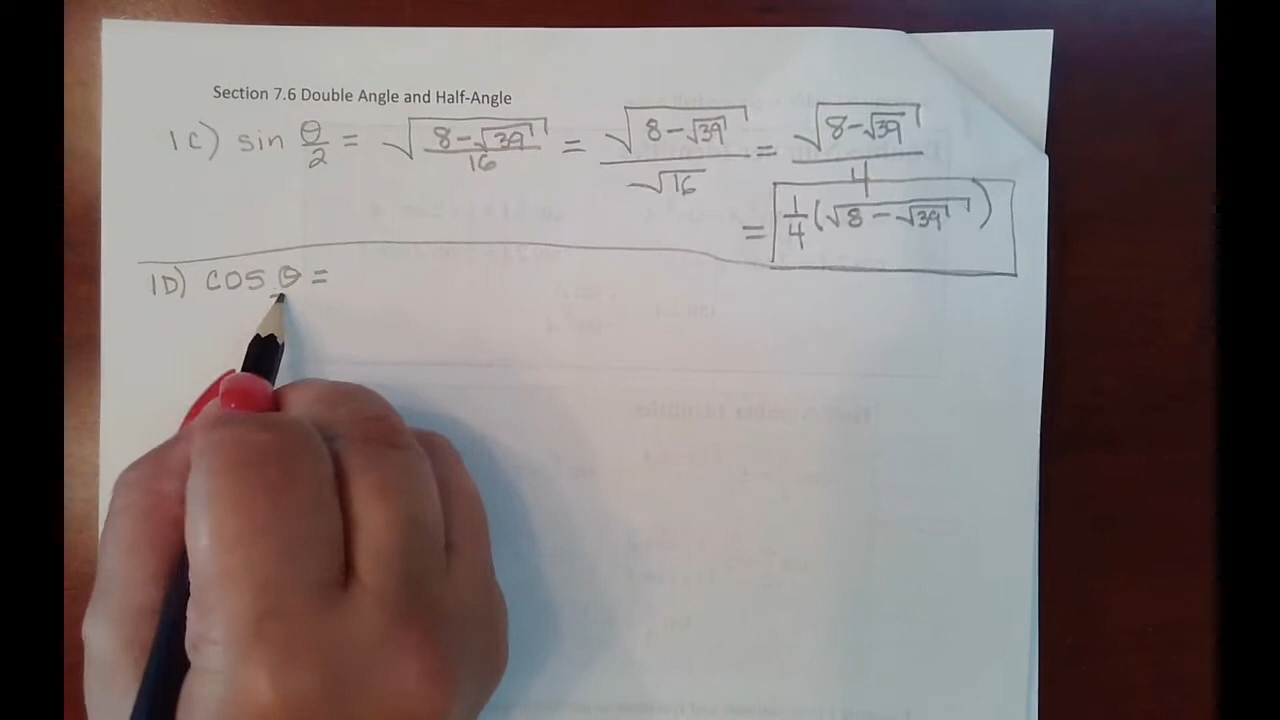 Section 7.6 Double Angle and Half-Angle
1C) sin θ/2 = √((8-√39)/16) = √(8-√39)/√16 = √(8-√39)/4
= 1/4(√(8-√39))
1D) cos θ =